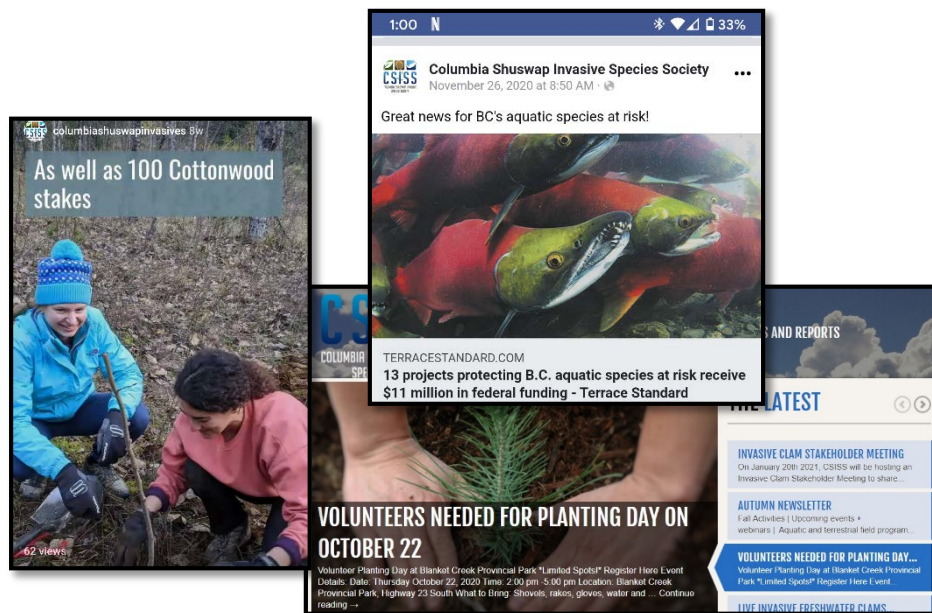 1:00 N 33%
CSISS
Columbia Shuswap Invasive Species Society
November 26, 2020 at 8:50 AM ·
Great news for BC's aquatic species at risk!
TERRACESTANDARD.COM
13 projects protecting B.C. aquatic species at risk receive
$11 million in federal funding - Terrace Standard
CSISS columbiashuswapinvasives 8w
As well as 100 Cottonwood
stakes
62 views
CS
COLUMBIA
SPE
S AND REPORTS
VOLUNTEERS NEEDED FOR PLANTING DAY ON
OCTOBER 22
Volunteer Planting Day at Blanket Creek Provincial Park *Limited Spots!* Register Here Event
Details: Date: Thursday October 22, 2020 Time: 2:00 pm -5:00 pm Location: Blanket Creek
Provincial Park, Highway 23 South What to Bring: Shovels, rakes, gloves, water and ... Continue
reading →
THE LATEST
INVASIVE CLAM STAKEHOLDER MEETING
On January 20th 2021, CSISS will be hosting an
Invasive Clam Stakeholder Meeting to share...
AUTUMN NEWSLETTER
Fall Activities | Upcoming events +
webinars | Aquatic and terrestrial field program...
VOLUNTEERS NEEDED FOR PLANTING DAY...
Volunteer Planting Day at Blanket Creek Provincial
Park *Limited Spots!* Register Here Event...
LIVE INVASIVE FRESHWATER CLAMS